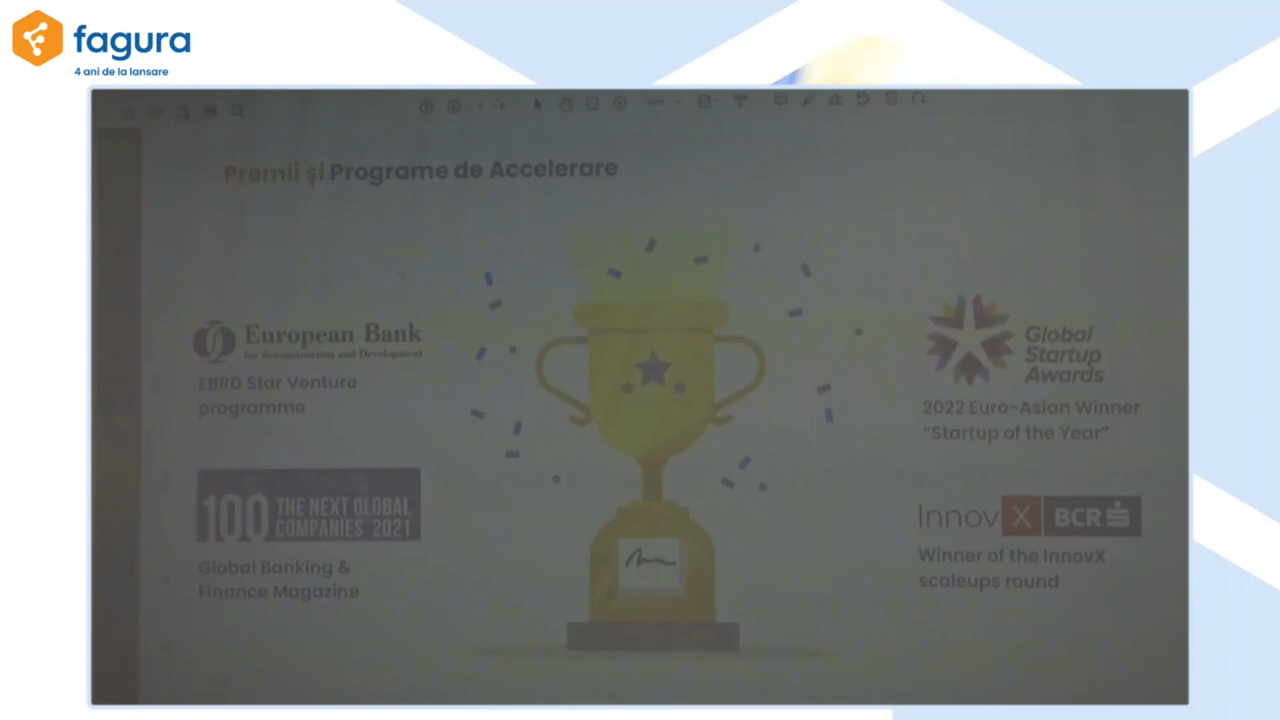 fagura
4 ani de la lansare
Premii și Programe de Accelerare
European Bank
for Reconstruction and Development
EBRD Star Venture
programme
100 THE NEXT GLOBAL
COMPANIES 2021
Global Banking &
Finance Magazine
Global
Startup
Awards
2022 Euro-Asian Winner
“Startup of the Year”
InnovX BCR
Winner of the InnovX
scaleups round